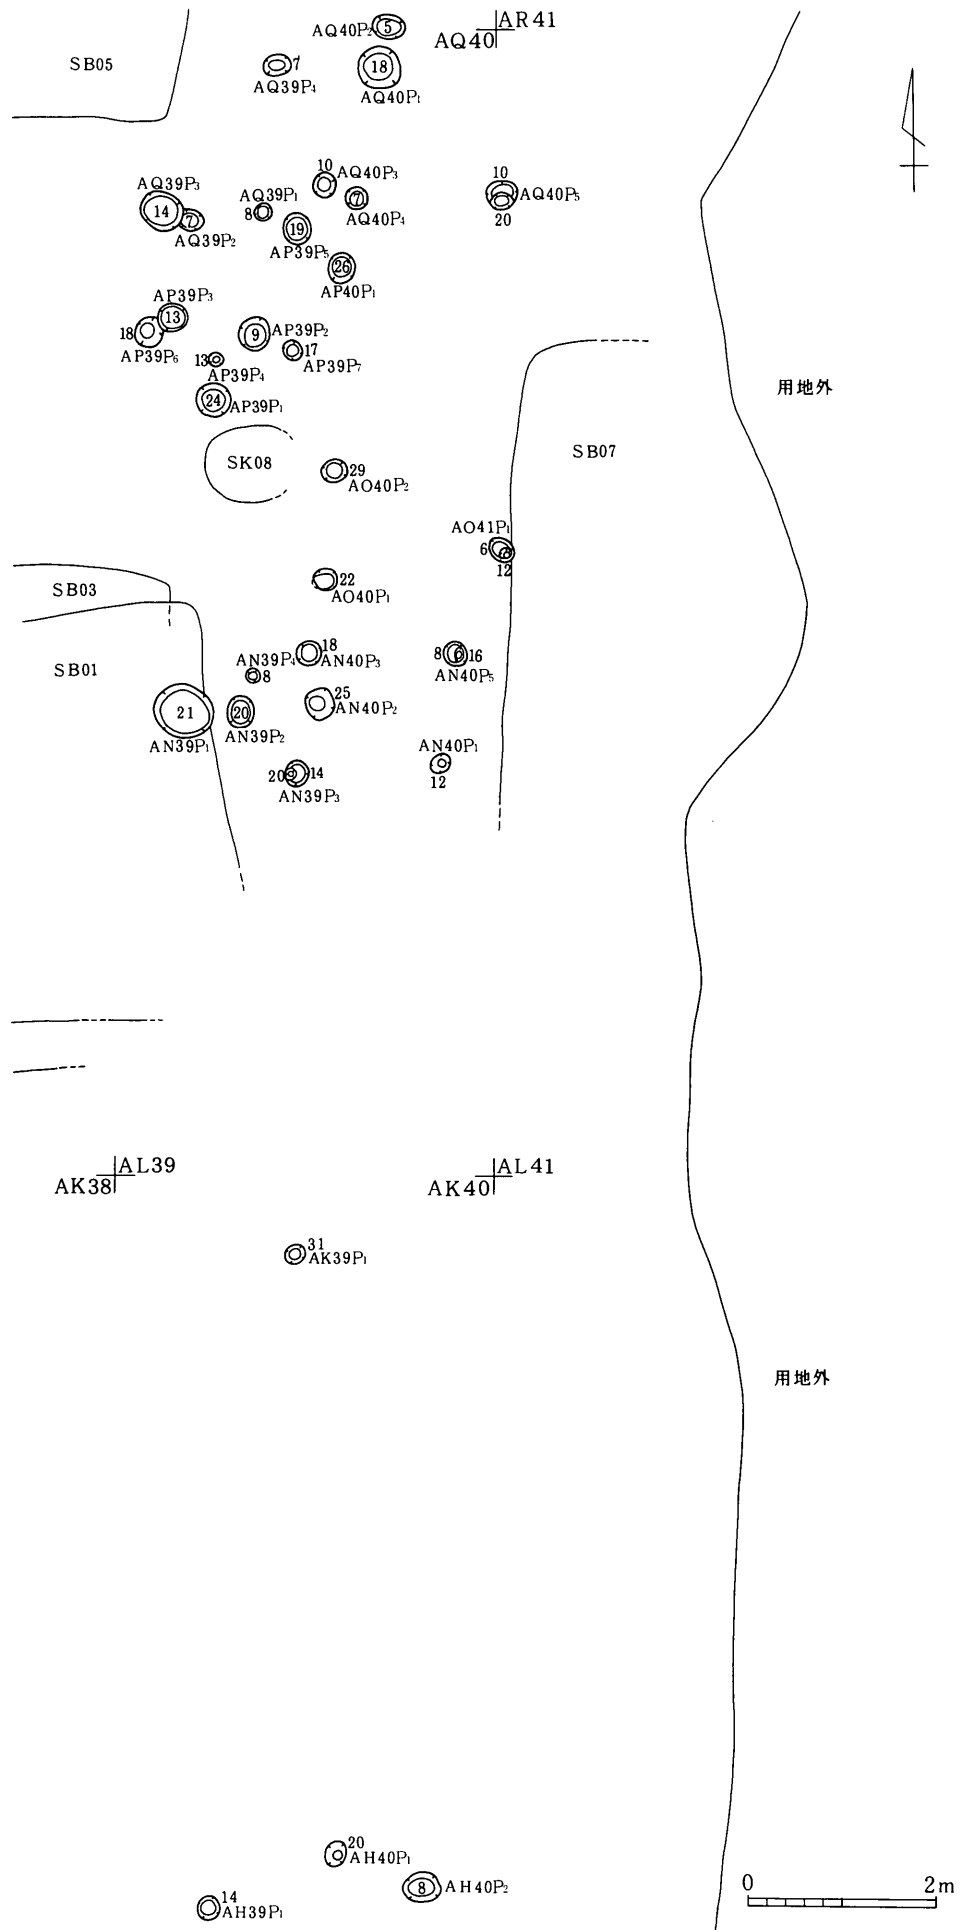 AR41
AQ40
SB05
AQ40P₂
5
7
AQ39P₄
18
AQ40P₁
10
AQ40P₃
AQ39P₃
14
7
AQ39P₂
AQ39P₁
8
7
AQ40P₄
10
AQ40P₅
20
19
AP39P₅
26
AP40P₁
AP39P₃
13
18
AP39P₆
9
AP39P₂
17
AP39P₇
13
AP39P₄
24
AP39P₁
用地外
SK08
29
AO40P₂
SB07
AO41P₁
6
12
SB03
22
AO40P₁
SB01
18
AN40P₃
AN39P₄
8
8
16
AN40P₅
25
AN40P₂
21
AN39P₁
20
AN39P₂
AN40P₁
12
20
14
AN39P₃
AL39
AK38
AL41
AK40
31
AK39P₁
用地外
20
AH40P₁
8
AH40P₂
14
AH39P₁
0
2m